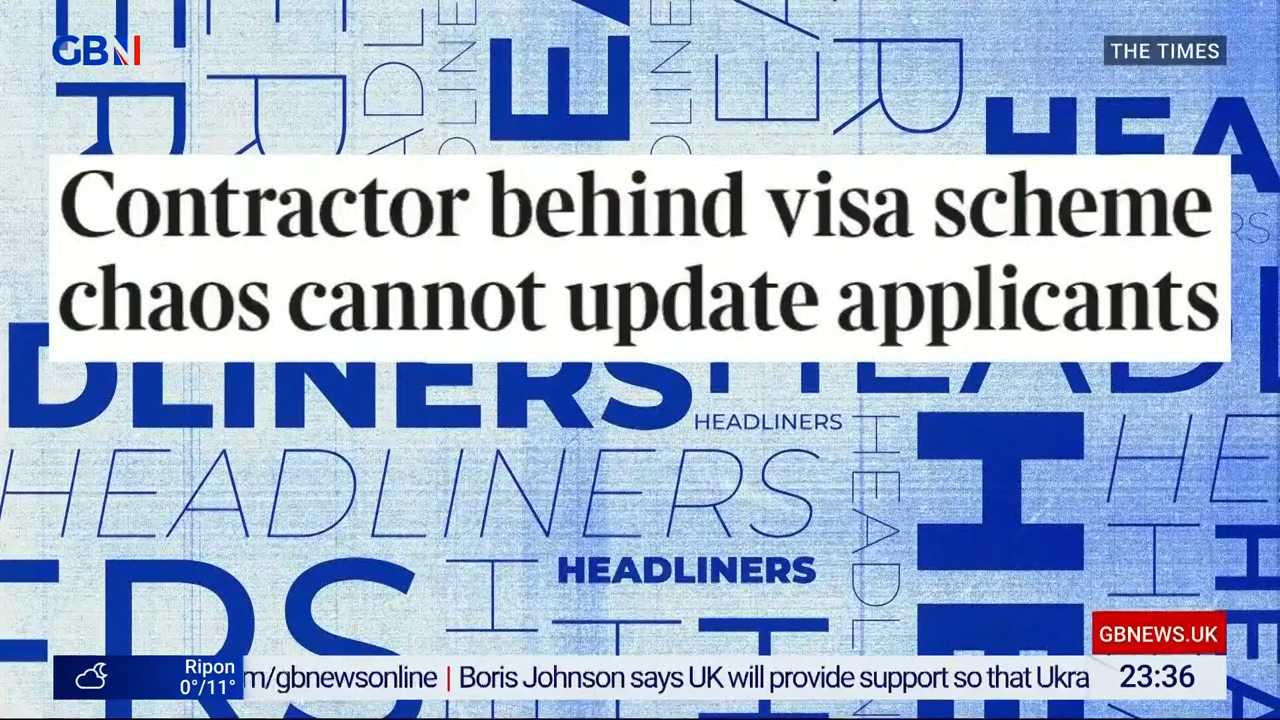 GBN
THE TIMES
Contractor behind visa scheme
chaos cannot update applicants
DLINERS
HEADLINERS
HEADLINERS
HEADLINERS
GBNEWS.UK
Ripon
0°/11°
m/gbnewsonline | Boris Johnson says UK will provide support so that Ukra
23:36